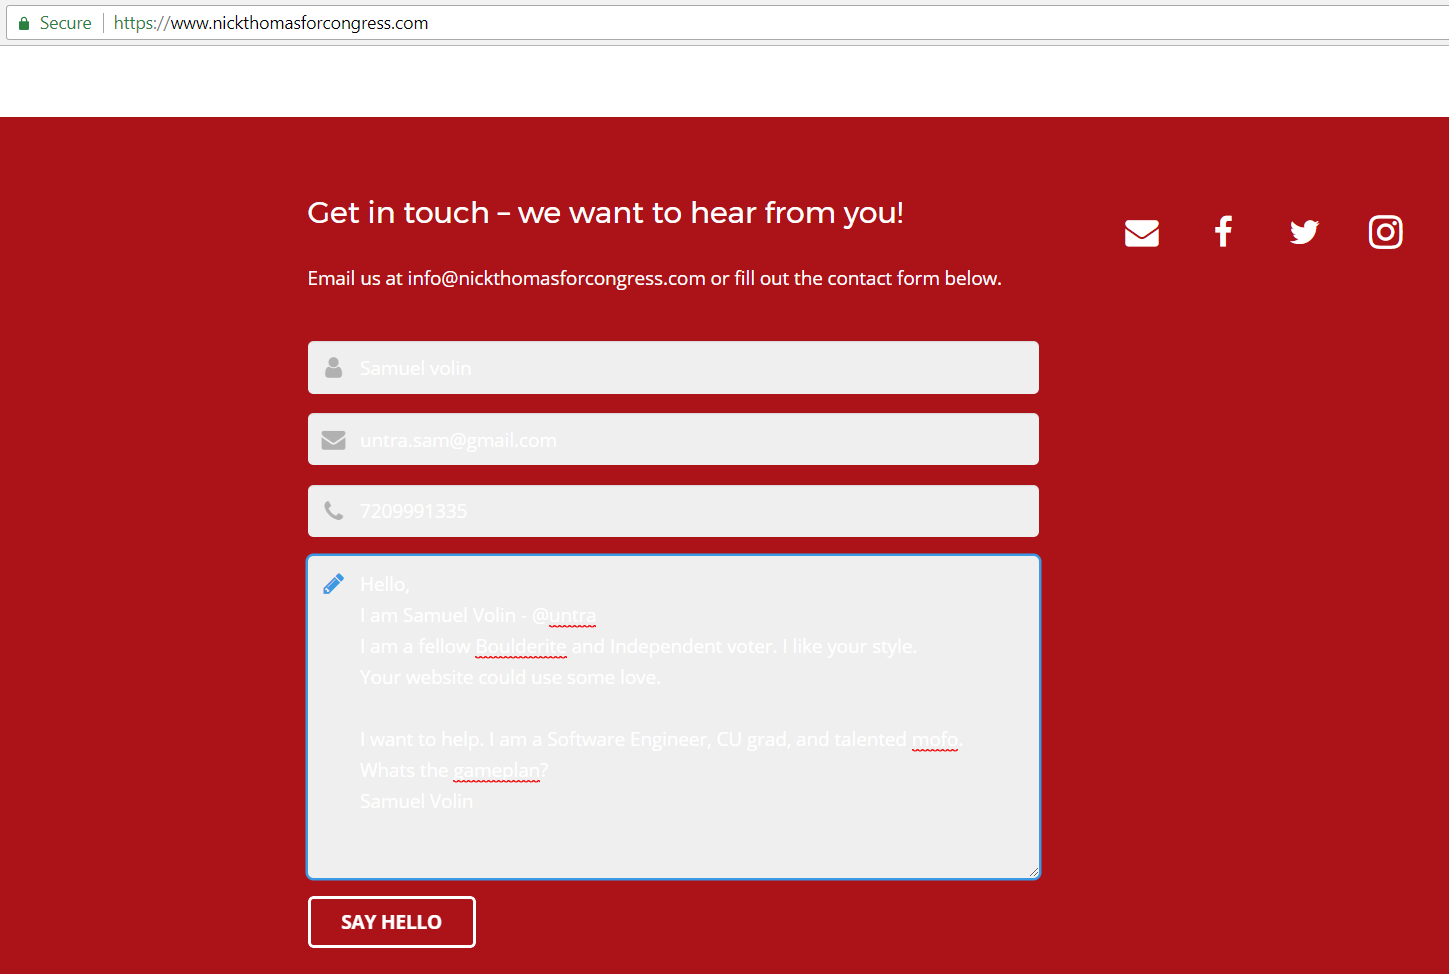 Secure https://www.nickthomasforcongress.com
Get in touch – we want to hear from you!
Email us at info@nickthomasforcongress.com or fill out the contact form below.
Samuel volin
untra.sam@gmail.com
7209991335
Hello,
I am Samuel Volin - @untra
I am a fellow Boulderite and Independent voter. I like your style.
Your website could use some love.
I want to help. I am a Software Engineer, CU grad, and talented mofo.
Whats the gameplan?
Samuel Volin
SAY HELLO